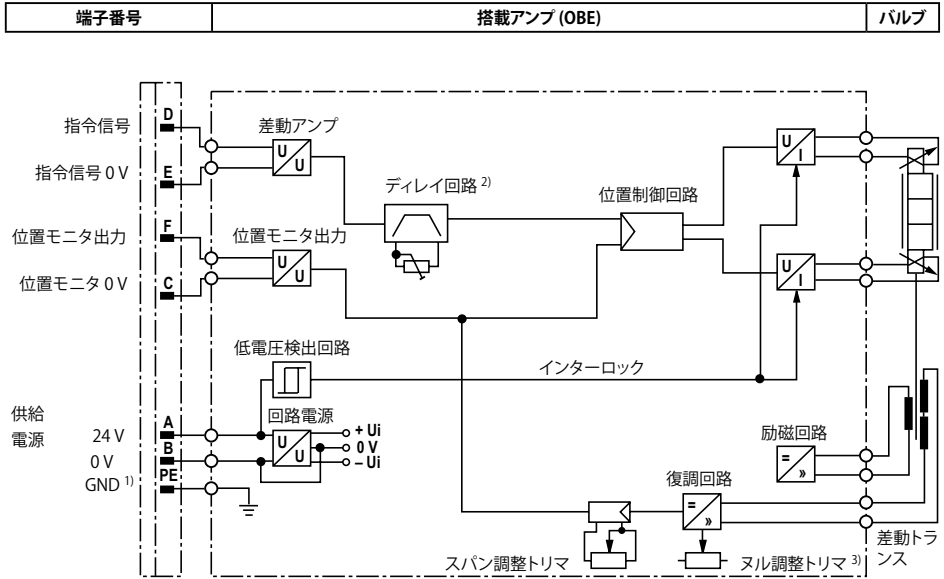 端子番号 搭載アンプ (OBE) バルブ
指令信号 D
差動アンプ
U
U
指令信号 0 V E
ディレイ回路 2)
位置制御回路
U
I
位置モニタ出力 F
位置モニタ出力
U
U
位置モニタ 0 V C
U
I
低電圧検出回路
インターロック
供給
電源
回路電源
24 V A
U
U
+ Ui
0 V
– Ui
0 V B
GND 1) PE
励磁回路
=
»
復調回路
=
»
スパン調整トリマ
ヌル調整トリマ 3)
差動トラ
ンス